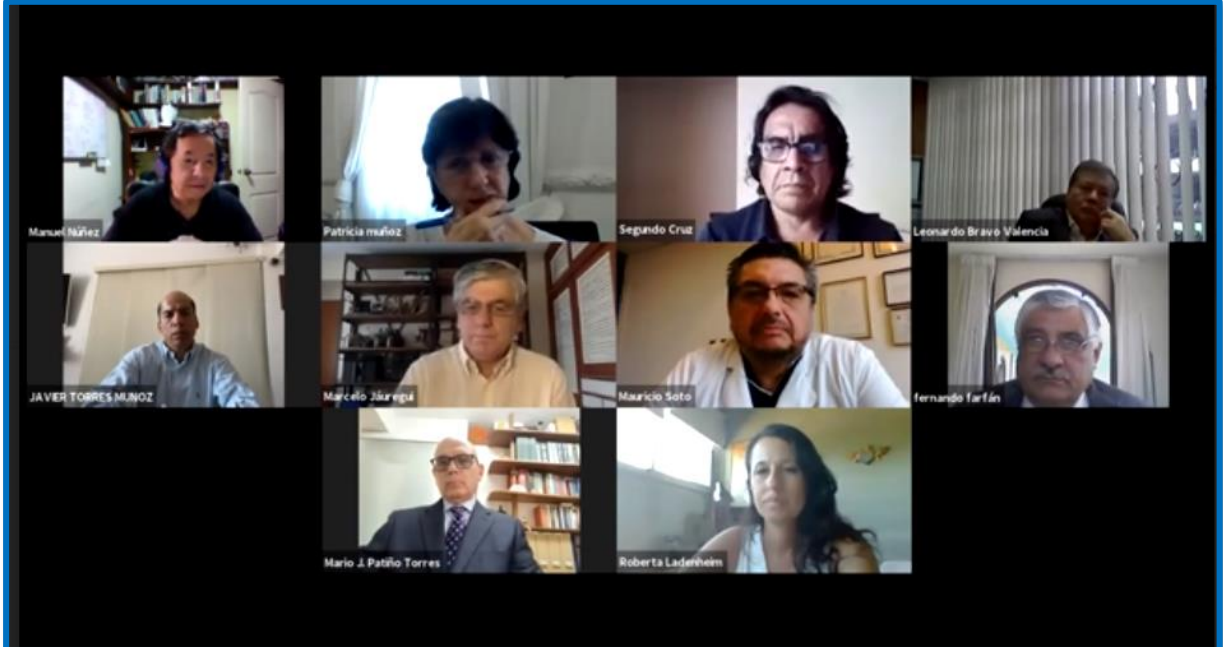 Manuel Núñez
Patricia muñoz
Segundo Cruz
Leonardo Bravo Valencia
JAVIER TORRES MUNOZ
Marcelo Jáuregui
Mauricio Soto
fernando farfán
Mario J. Patiño Torres
Roberta Ladenheim